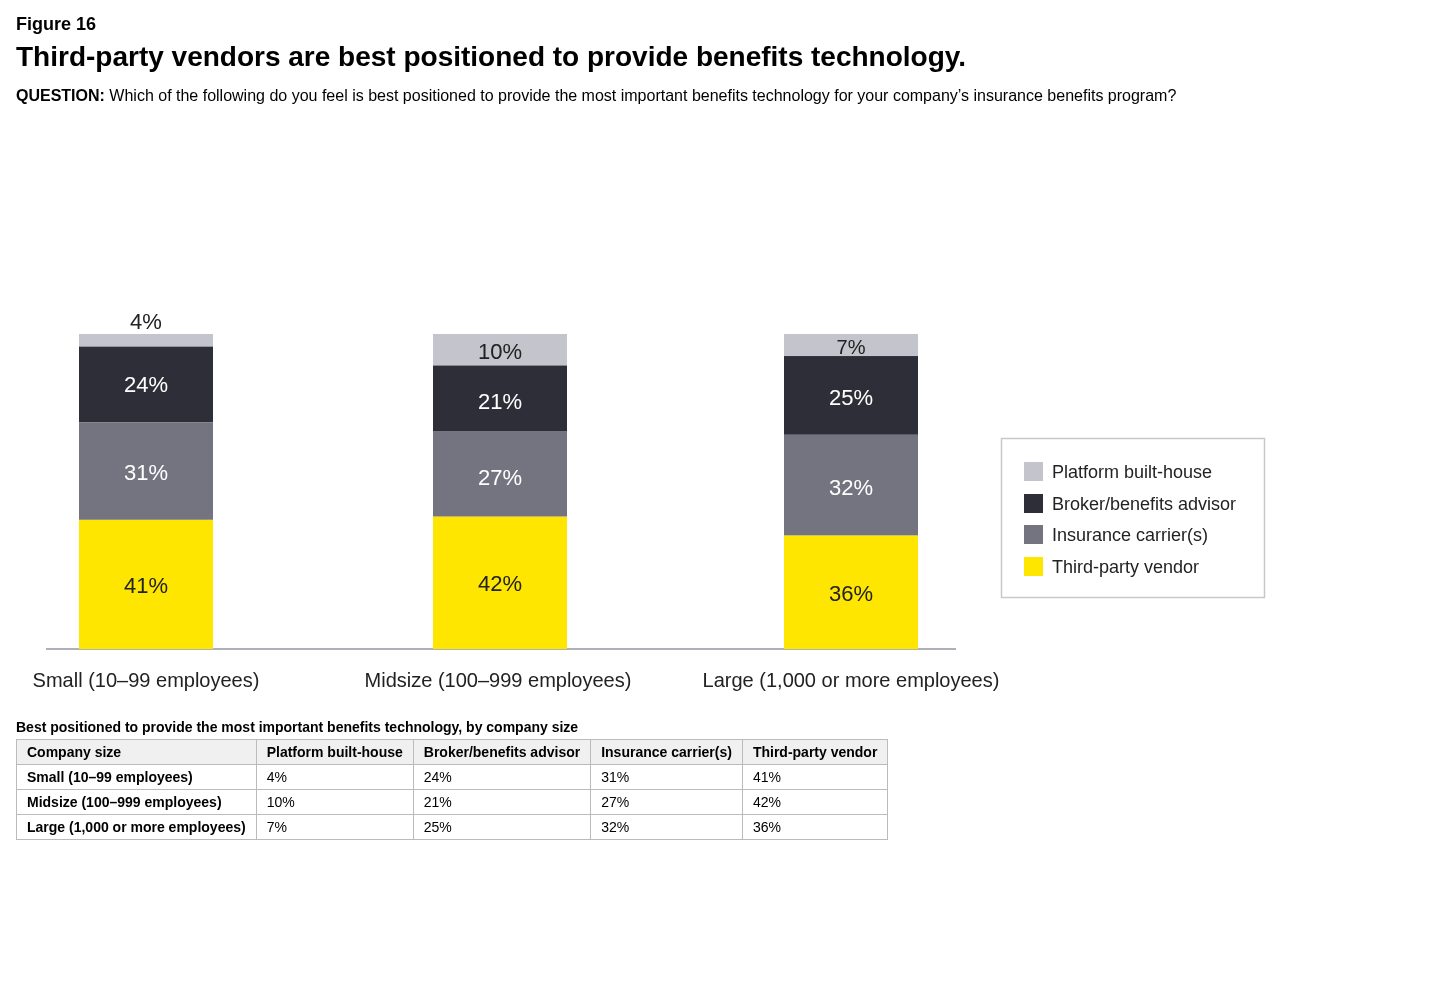 Figure 16
Third-party vendors are best positioned to provide benefits technology.
QUESTION: Which of the following do you feel is best positioned to provide the most important benefits technology for your company’s insurance benefits program?
4%
10%
7%
24%
21%
25%
31%
27%
32%
41%
42%
36%
Platform built-house
Broker/benefits advisor
Insurance carrier(s)
Third-party vendor
Small (10–99 employees)
Midsize (100–999 employees)
Large (1,000 or more employees)
Best positioned to provide the most important benefits technology, by company size
Company size Platform built-house Broker/benefits advisor Insurance carrier(s) Third-party vendor
Small (10–99 employees) 4% 24% 31% 41%
Midsize (100–999 employees) 10% 21% 27% 42%
Large (1,000 or more employees) 7% 25% 32% 36%